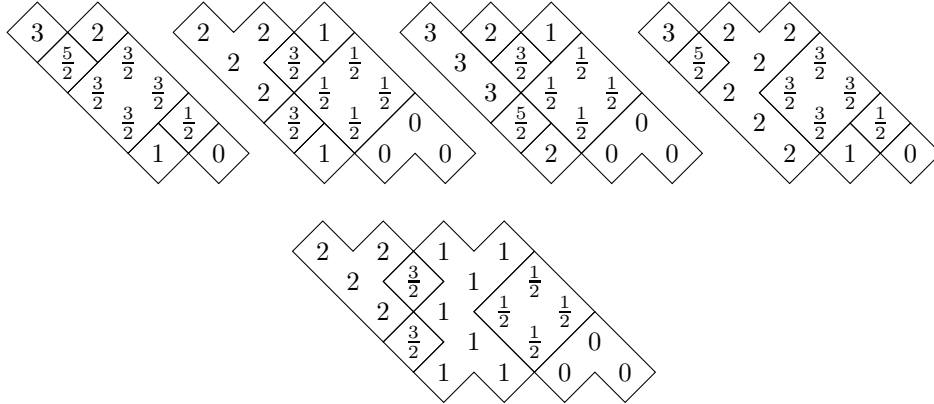 3 2 2 2 1 3 2 1 3 2 2
5/2 3/2 2 3/2 1/2 3 3/2 1/2 5/2 2 3/2
3/2 3/2 2 1/2 1/2 3 1/2 1/2 2 3/2 3/2
3/2 1/2 3/2 1/2 0 5/2 1/2 0 2 3/2 1/2
1 0 1 0 0 2 0 0 2 1 0
2 2 1 1
2 3/2 1 1/2
2 1 1/2 1/2
3/2 1 1/2 0
1 1 0 0